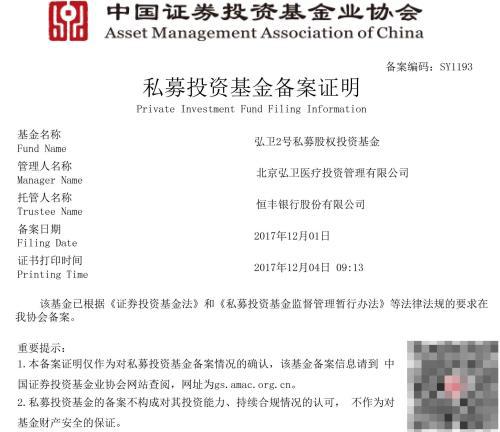 中国证券投资基金业协会
Asset Management Association of China
备案编码：SY1193
私募投资基金备案证明
Private Investment Fund Filing Information
基金名称
Fund Name
弘卫2号私募股权投资基金
管理人名称
Manager Name
北京弘卫医疗投资管理有限公司
托管人名称
Trustee Name
恒丰银行股份有限公司
备案日期
Filing Date
2017年12月01日
证书打印时间
Printing Time
2017年12月04日 09:13
该基金已根据《证券投资基金法》和《私募投资基金监督管理暂行办法》等法律法规的要求在
我协会备案。
重要提示：
1.本备案证明仅作为对私募投资基金备案情况的确认，该基金备案信息请到 中
国证券投资基金业协会网站查阅，网址为gs.amac.org.cn。
2.私募投资基金的备案不构成对其投资能力、持续合规情况的认可， 不作为对
基金财产安全的保证。